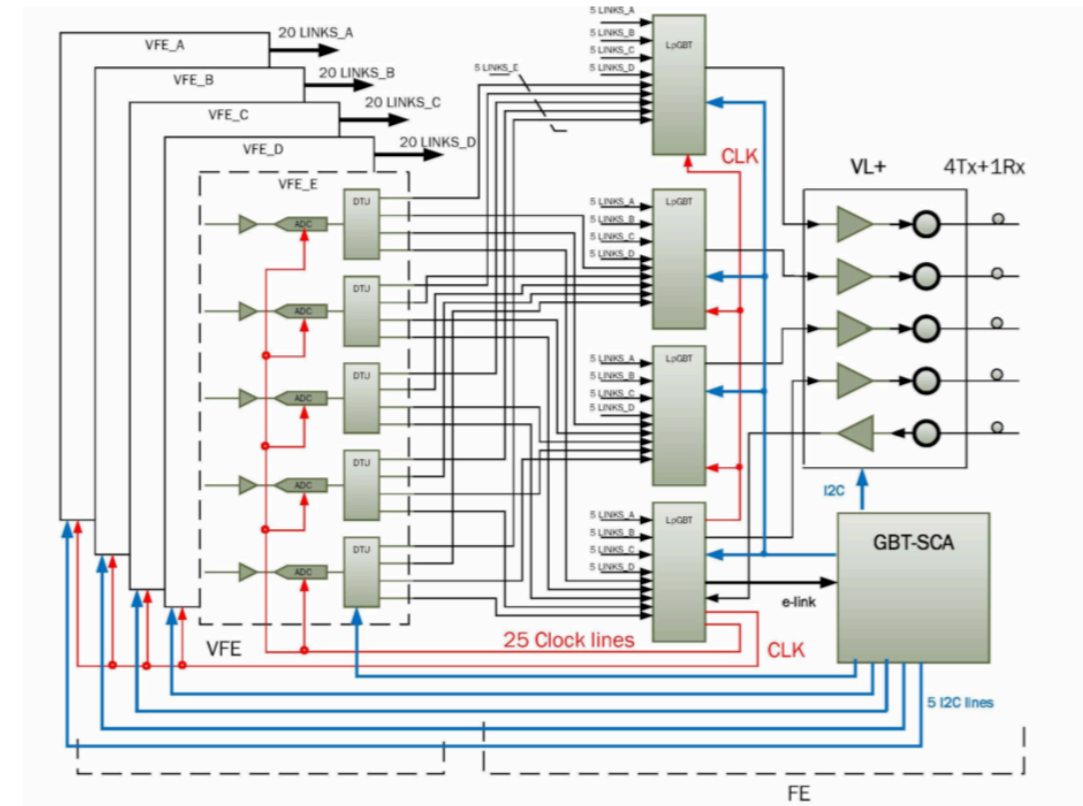 VFE_A
20 LINKS_A
VFE_B
20 LINKS_B
VFE_C
20 LINKS_C
VFE_D
20 LINKS_D
VFE_E
DTU
ADC
DTU
ADC
DTU
ADC
DTU
ADC
DTU
ADC
VFE
5 LINKS_E
5 LINKS_A
5 LINKS_B
5 LINKS_C
5 LINKS_D
LpGBT
CLK
5 LINKS_A
5 LINKS_B
5 LINKS_C
5 LINKS_D
LpGBT
5 LINKS_A
5 LINKS_B
5 LINKS_C
5 LINKS_D
LpGBT
5 LINKS_A
5 LINKS_B
5 LINKS_C
5 LINKS_D
LpGBT
VL+
4Tx+1Rx
I2C
GBT-SCA
e-link
25 Clock lines
CLK
5 I2C lines
FE